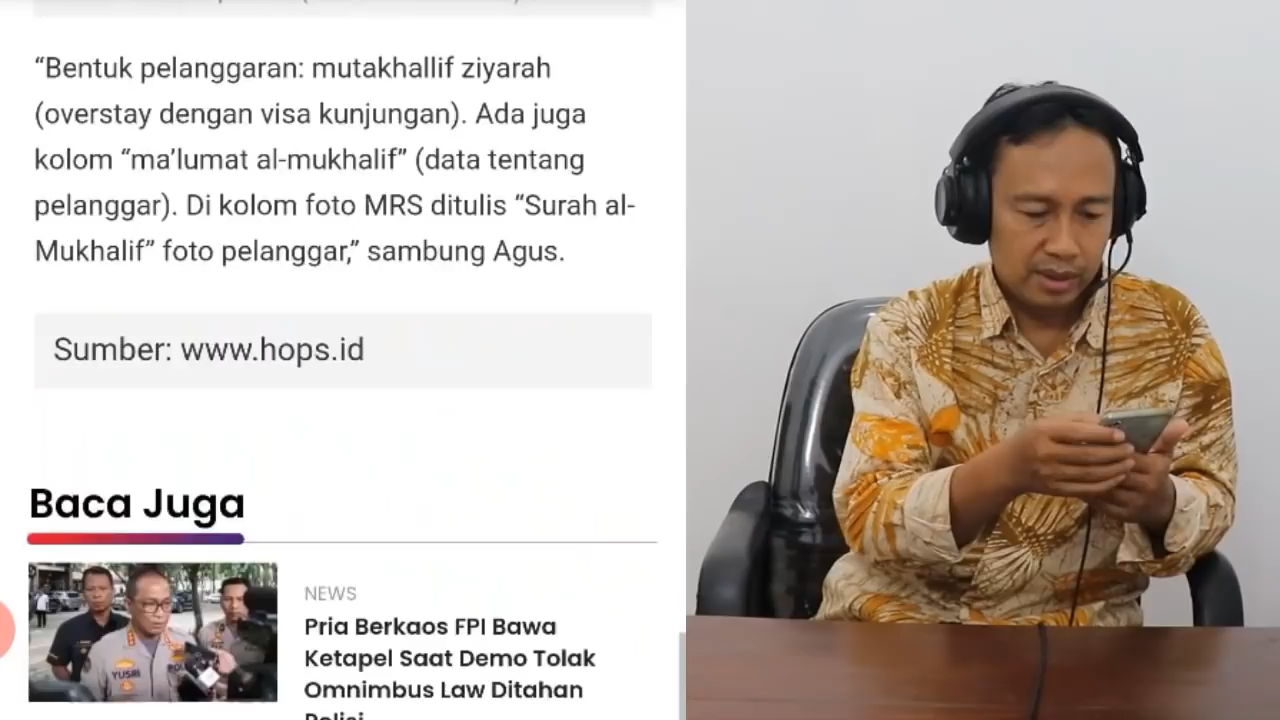 “Bentuk pelanggaran: mutakhallif ziyarah
(overstay dengan visa kunjungan). Ada juga
kolom “ma’lumat al-mukhalif” (data tentang
pelanggar). Di kolom foto MRS ditulis “Surah al-
Mukhalif” foto pelanggar,” sambung Agus.
Sumber: www.hops.id
Baca Juga
NEWS
Pria Berkaos FPI Bawa
Ketapel Saat Demo Tolak
Omnimbus Law Ditahan
Polisi
YUSRI